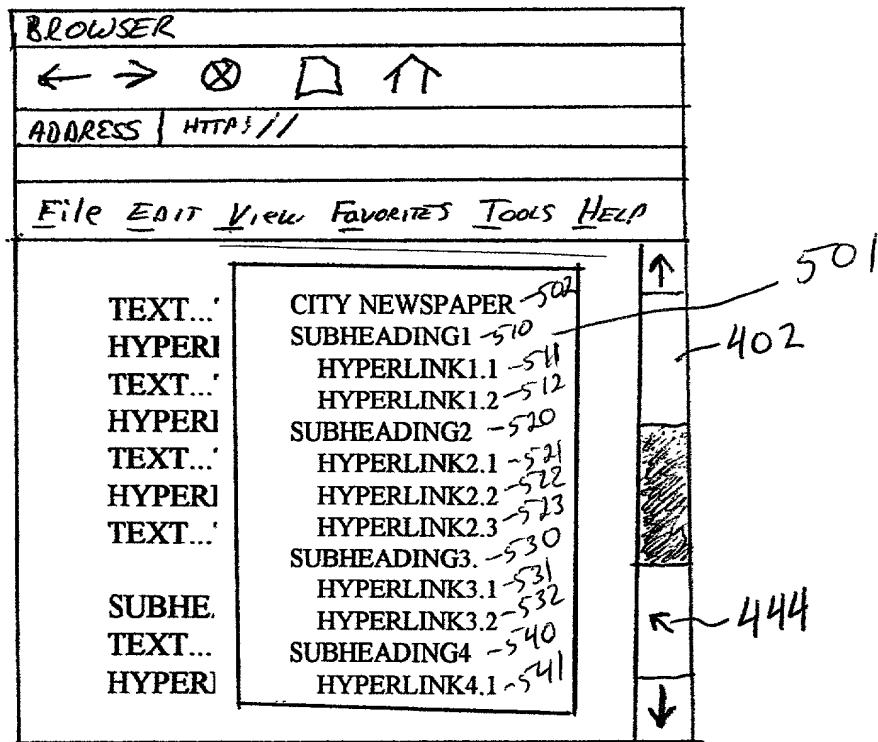 BROWSER
ADDRESS HTTP://
File EDIT View FAVORITES TOOLS HELP
501
CITY NEWSPAPER 502
TEXT...
SUBHEADING1 510
402
HYPERL
HYPERLINK1.1 511
TEXT...
HYPERLINK1.2 512
HYPERL
SUBHEADING2 520
TEXT...
HYPERLINK2.1 521
HYPERL
HYPERLINK2.2 522
TEXT...
HYPERLINK2.3 523
SUBHEADING3. 530
HYPERLINK3.1 531
SUBHE
HYPERLINK3.2 532
444
TEXT...
SUBHEADING4 540
HYPERL
HYPERLINK4.1 541